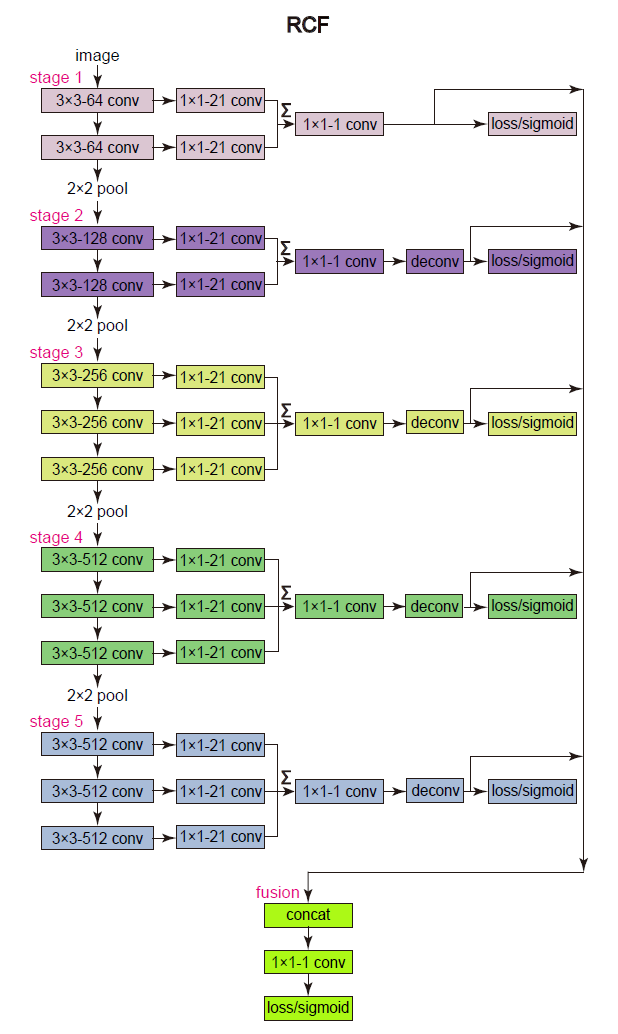 RCF
image
stage 1
3×3-64 conv 1×1-21 conv
Σ
1×1-1 conv loss/sigmoid
3×3-64 conv 1×1-21 conv
2×2 pool
stage 2
3×3-128 conv 1×1-21 conv
Σ
1×1-1 conv deconv loss/sigmoid
3×3-128 conv 1×1-21 conv
2×2 pool
stage 3
3×3-256 conv 1×1-21 conv
Σ
3×3-256 conv 1×1-21 conv 1×1-1 conv deconv loss/sigmoid
3×3-256 conv 1×1-21 conv
2×2 pool
stage 4
3×3-512 conv 1×1-21 conv
Σ
3×3-512 conv 1×1-21 conv 1×1-1 conv deconv loss/sigmoid
3×3-512 conv 1×1-21 conv
2×2 pool
stage 5
3×3-512 conv 1×1-21 conv
Σ
3×3-512 conv 1×1-21 conv 1×1-1 conv deconv loss/sigmoid
3×3-512 conv 1×1-21 conv
fusion
concat
1×1-1 conv
loss/sigmoid